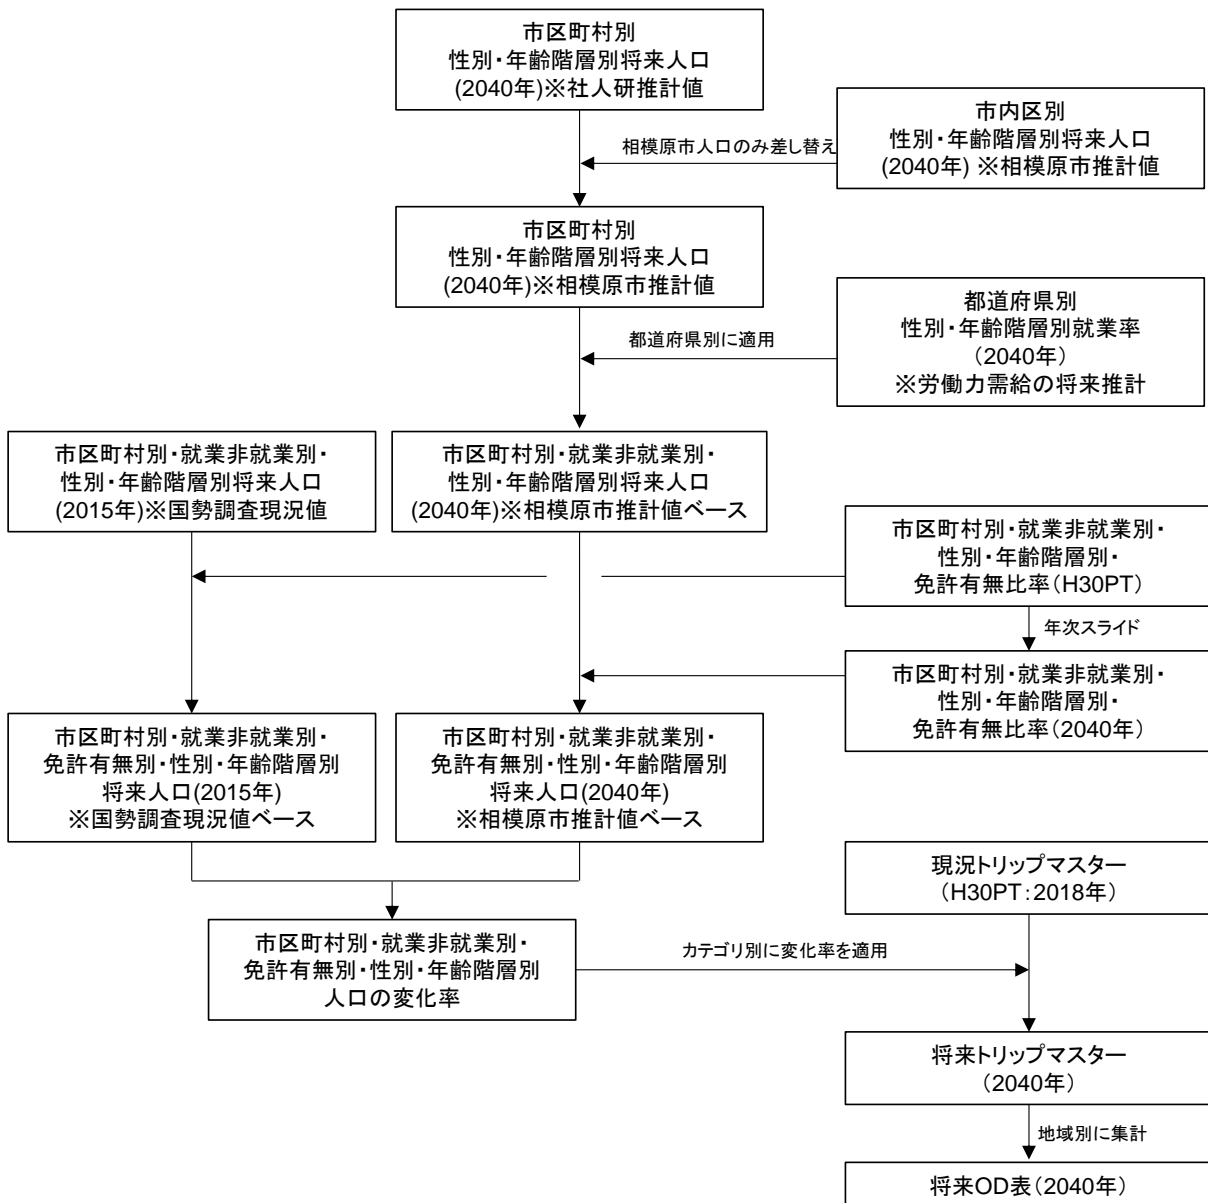 市区町村別
性別・年齢階層別将来人口
(2040年)※社人研推計値
市内区別
性別・年齢階層別将来人口
(2040年) ※相模原市推計値
相模原市人口のみ差し替え
市区町村別
性別・年齢階層別将来人口
(2040年)※相模原市推計値
都道府県別
性別・年齢階層別就業率
（2040年）
※労働力需給の将来推計
都道府県別に適用
市区町村別・就業非就業別・
性別・年齢階層別将来人口
(2015年)※国勢調査現況値
市区町村別・就業非就業別・
性別・年齢階層別将来人口
(2040年)※相模原市推計値ベース
市区町村別・就業非就業別・
性別・年齢階層別・
免許有無比率（H30PT）
年次スライド
市区町村別・就業非就業別・
性別・年齢階層別・
免許有無比率（2040年）
市区町村別・就業非就業別・
免許有無別・性別・年齢階層別
将来人口(2015年)
※国勢調査現況値ベース
市区町村別・就業非就業別・
免許有無別・性別・年齢階層別
将来人口(2040年)
※相模原市推計値ベース
現況トリップマスター
（H30PT：2018年）
市区町村別・就業非就業別・
免許有無別・性別・年齢階層別
人口の変化率
カテゴリ別に変化率を適用
将来トリップマスター
（2040年）
地域別に集計
将来OD表（2040年）